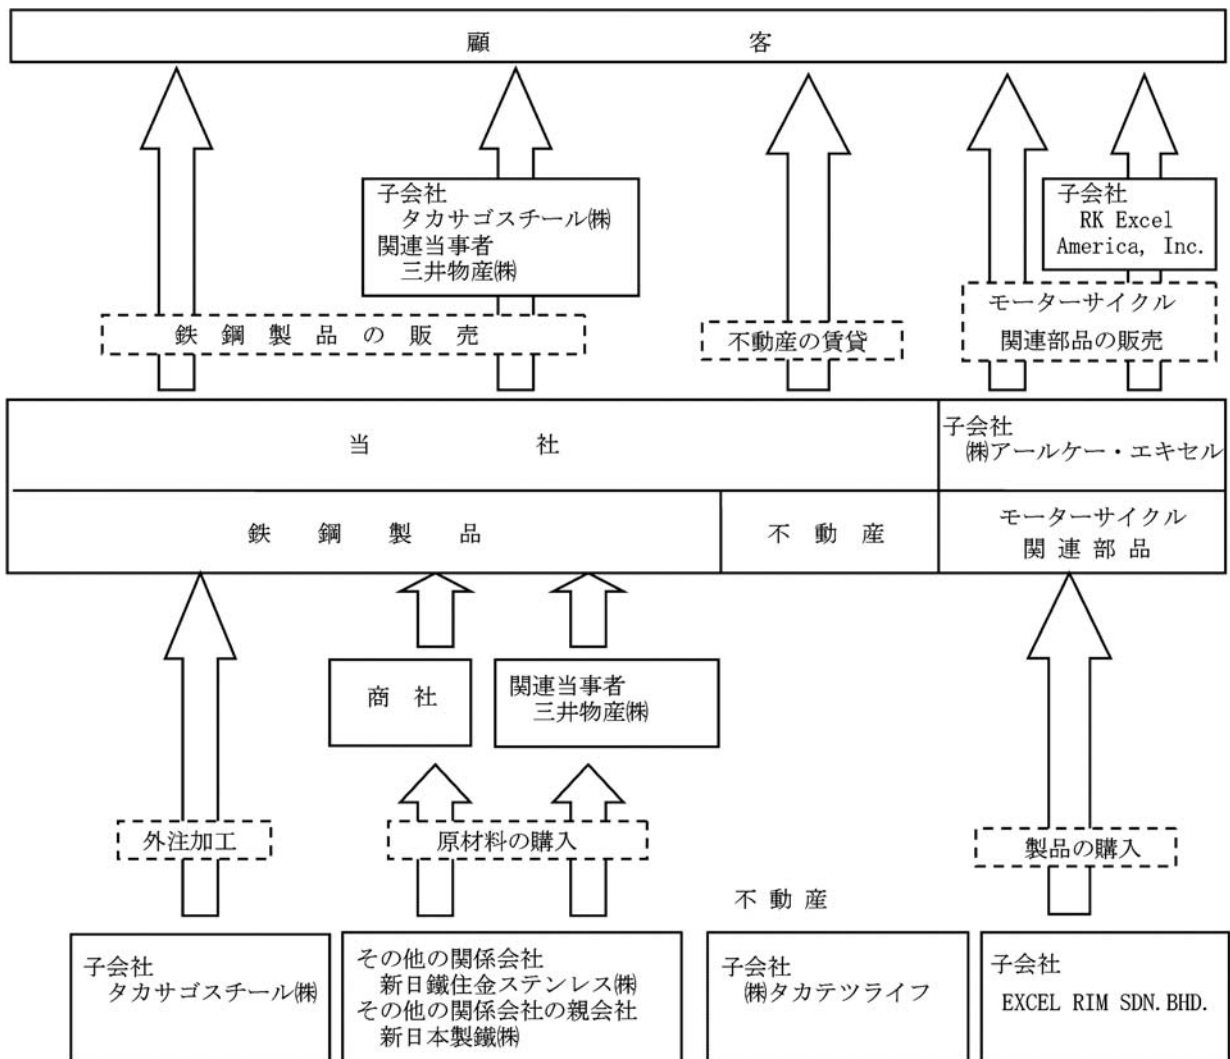 顧客
子会社
タカサゴスチール㈱
関連当事者
三井物産㈱
子会社
RK Excel
America, Inc.
鉄鋼製品の販売
不動産の賃貸
モーターサイクル
関連部品の販売
当社
子会社
㈱アールケー・エキセル
鉄鋼製品
不動産
モーターサイクル
関連部品
商社
関連当事者
三井物産㈱
外注加工
原材料の購入
製品の購入
不動産
子会社
タカサゴスチール㈱
その他の関係会社
新日鐵住金ステンレス㈱
その他の関係会社の親会社
新日本製鐵㈱
子会社
㈱タカテツライフ
子会社
EXCEL RIM SDN.BHD.